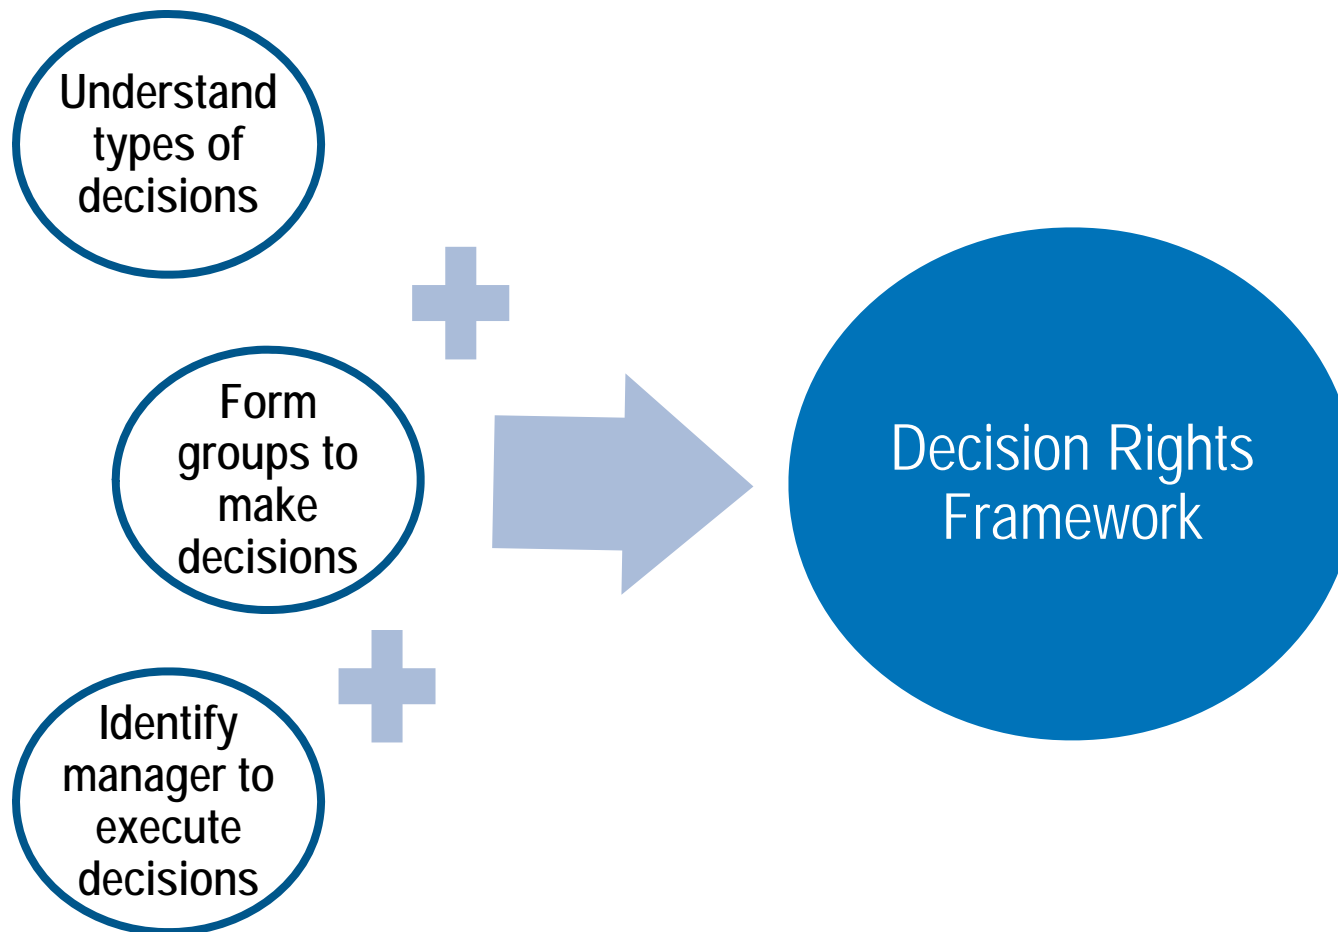 Understand
types of
decisions
Form
groups to
make
decisions
Identify
manager to
execute
decisions
Decision Rights
Framework